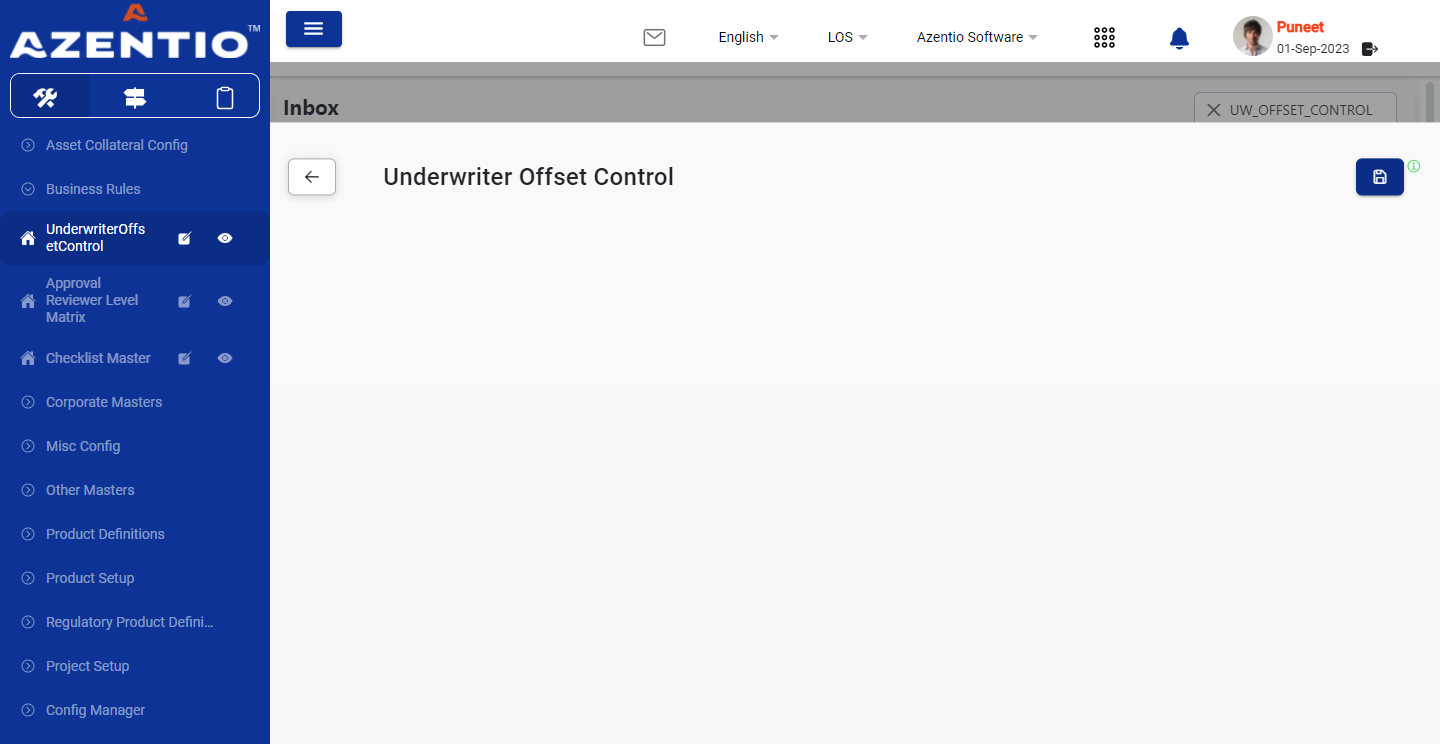 AZENTIO™
English
LOS
Azentio Software
Puneet
01-Sep-2023
Inbox
UW_OFFSET_CONTROL
Underwriter Offset Control
Asset Collateral Config
Business Rules
UnderwriterOffs
etControl
Approval
Reviewer Level
Matrix
Checklist Master
Corporate Masters
Misc Config
Other Masters
Product Definitions
Product Setup
Regulatory Product Defini...
Project Setup
Config Manager